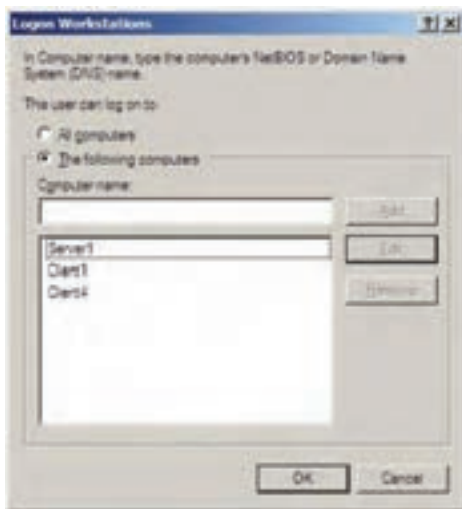 Logon Workstations
In Computer name, type the computer's NetBIOS or Domain Name
System (DNS) name.
This user can log on to:
All computers
The following computers
Computer name:
Add
Server1
Edit
Client1
Client4
Remove
OK
Cancel